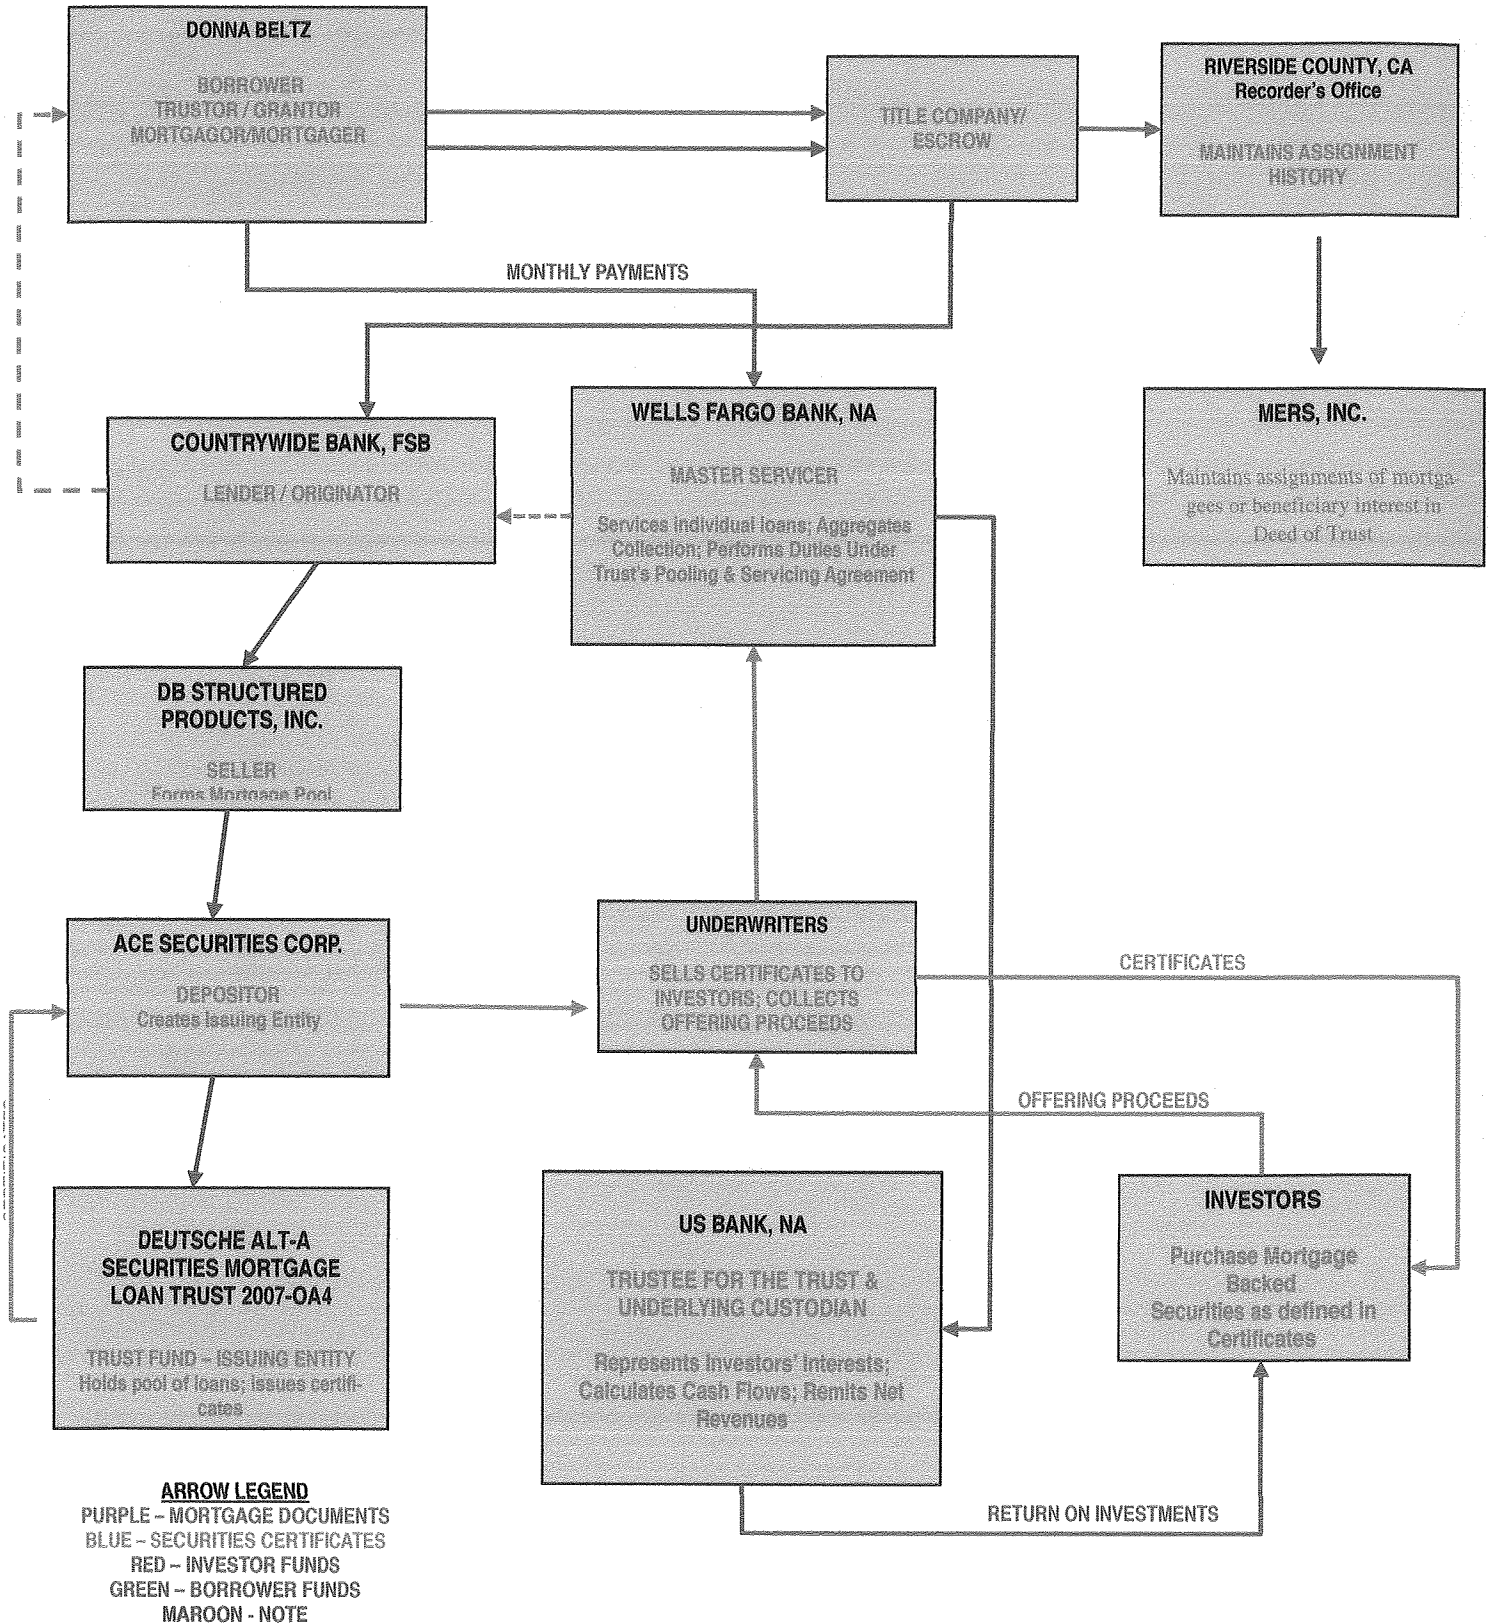 DONNA BELTZ
BORROWER
TRUSTOR / GRANTOR
MORTGAGOR/MORTGAGER
TITLE COMPANY/
ESCROW
RIVERSIDE COUNTY, CA
Recorder's Office
MAINTAINS ASSIGNMENT
HISTORY
MONTHLY PAYMENTS
COUNTRYWIDE BANK, FSB
LENDER / ORIGINATOR
WELLS FARGO BANK, NA
MASTER SERVICER
Services individual loans; Aggregates
Collection; Performs Duties Under
Trust's Pooling & Servicing Agreement
MERS, INC.
Maintains assignments of mortga-
gees or beneficiary interest in
Deed of Trust
DB STRUCTURED
PRODUCTS, INC.
SELLER
Forms Mortgage Pool
ACE SECURITIES CORP.
DEPOSITOR
Creates Issuing Entity
UNDERWRITERS
SELLS CERTIFICATES TO
INVESTORS; COLLECTS
OFFERING PROCEEDS
CERTIFICATES
OFFERING PROCEEDS
DEUTSCHE ALT-A
SECURITIES MORTGAGE
LOAN TRUST 2007-OA4
TRUST FUND – ISSUING ENTITY
Holds pool of loans; issues certifi-
cates
US BANK, NA
TRUSTEE FOR THE TRUST &
UNDERLYING CUSTODIAN
Represents Investors' Interests;
Calculates Cash Flows; Remits Net
Revenues
INVESTORS
Purchase Mortgage
Backed
Securities as defined in
Certificates
RETURN ON INVESTMENTS
ARROW LEGEND
PURPLE – MORTGAGE DOCUMENTS
BLUE – SECURITIES CERTIFICATES
RED – INVESTOR FUNDS
GREEN – BORROWER FUNDS
MAROON - NOTE